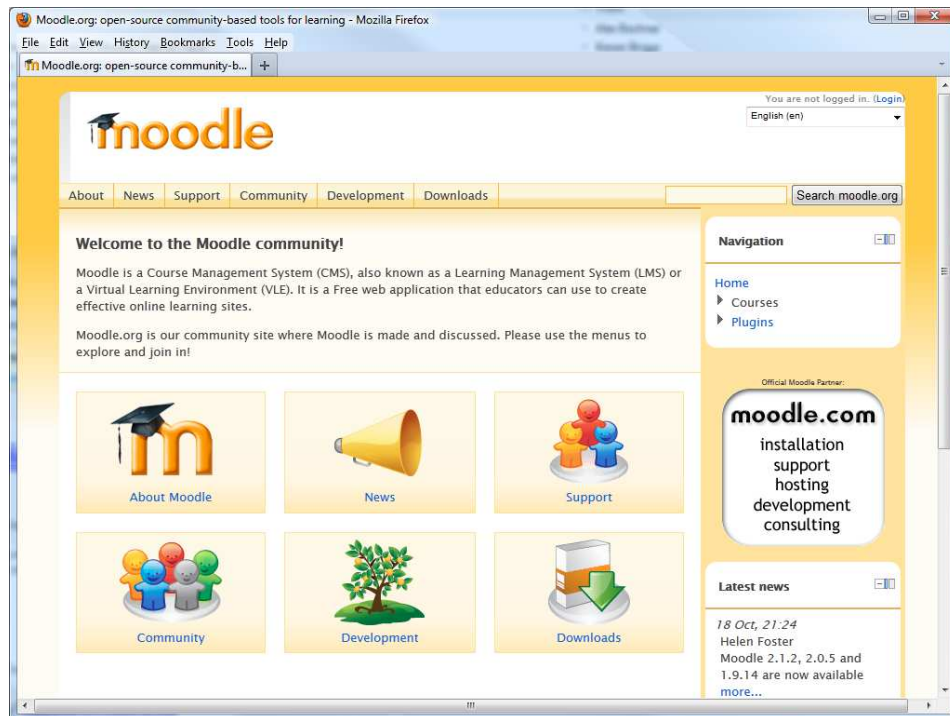 Moodle.org: open-source community-based tools for learning - Mozilla Firefox
File Edit View History Bookmarks Tools Help
Moodle.org: open-source community-b...
You are not logged in. (Login)
English (en)
moodle
About News Support Community Development Downloads
Search moodle.org
Welcome to the Moodle community!
Moodle is a Course Management System (CMS), also known as a Learning Management System (LMS) or
a Virtual Learning Environment (VLE). It is a Free web application that educators can use to create
effective online learning sites.
Moodle.org is our community site where Moodle is made and discussed. Please use the menus to
explore and join in!
About Moodle
News
Support
Community
Development
Downloads
Navigation
Home
Courses
Plugins
Official Moodle Partner:
moodle.com
installation
support
hosting
development
consulting
Latest news
18 Oct, 21:24
Helen Foster
Moodle 2.1.2, 2.0.5 and
1.9.14 are now available
more...